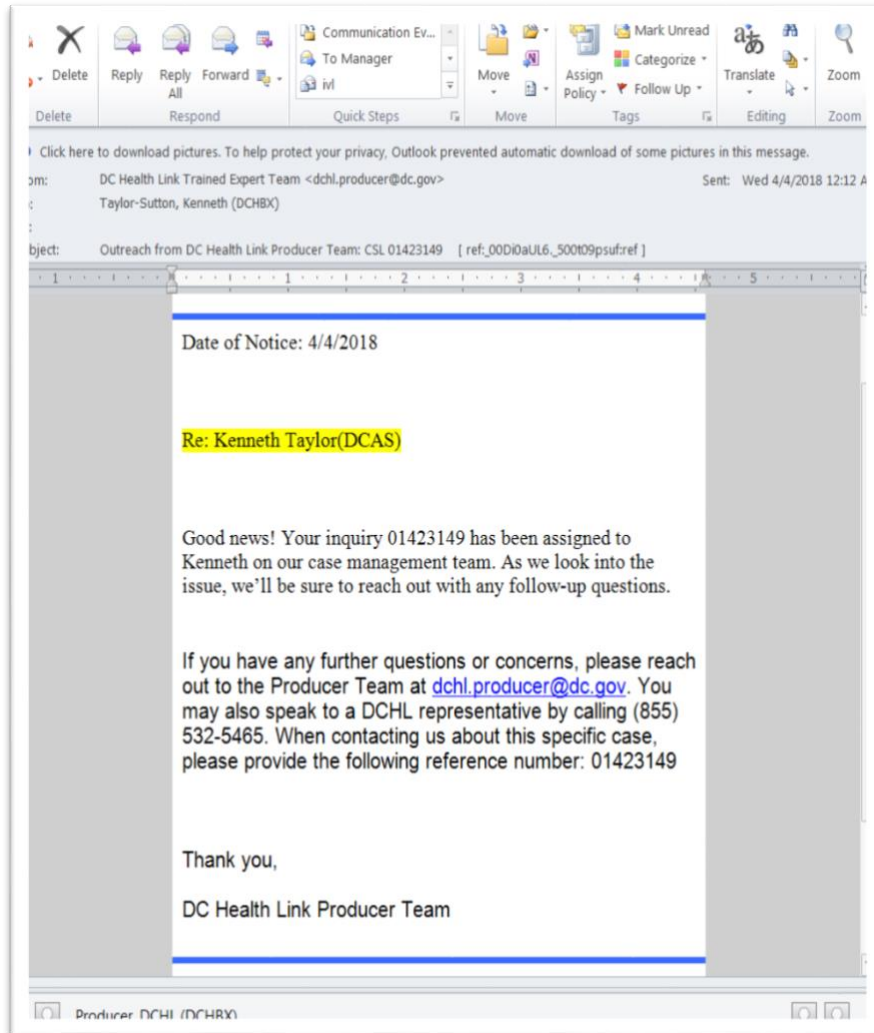 Communication Ev...
Mark Unread
To Manager
Categorize
Delete Reply Reply All Forward ivl Move Assign Policy Follow Up Translate Zoom
Delete Respond Quick Steps Move Tags Editing Zoom
Click here to download pictures. To help protect your privacy, Outlook prevented automatic download of some pictures in this message.
om: DC Health Link Trained Expert Team <dchl.producer@dc.gov> Sent: Wed 4/4/2018 12:12 A
: Taylor-Sutton, Kenneth (DCHBX)
:
bject: Outreach from DC Health Link Producer Team: CSL 01423149 [ ref:_00Di0aUL6._500t09psuf:ref ]
1 1 2 3 4 5
Date of Notice: 4/4/2018
Re: Kenneth Taylor(DCAS)
Good news! Your inquiry 01423149 has been assigned to
Kenneth on our case management team. As we look into the
issue, we’ll be sure to reach out with any follow-up questions.
If you have any further questions or concerns, please reach
out to the Producer Team at dchl.producer@dc.gov. You
may also speak to a DCHL representative by calling (855)
532-5465. When contacting us about this specific case,
please provide the following reference number: 01423149
Thank you,
DC Health Link Producer Team
Producer, DCHL (DCHBX)